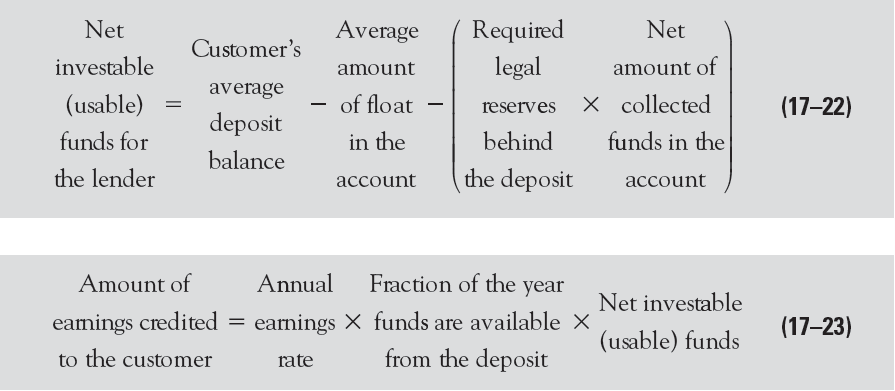 Net investable (usable) funds for the lender = Customer's average deposit balance − Average amount of float in the account − ( Required legal reserves behind the deposit × Net amount of collected funds in the account ) (17–22)
Amount of earnings credited to the customer = Annual earnings rate × Fraction of the year funds are available from the deposit × Net investable (usable) funds (17–23)